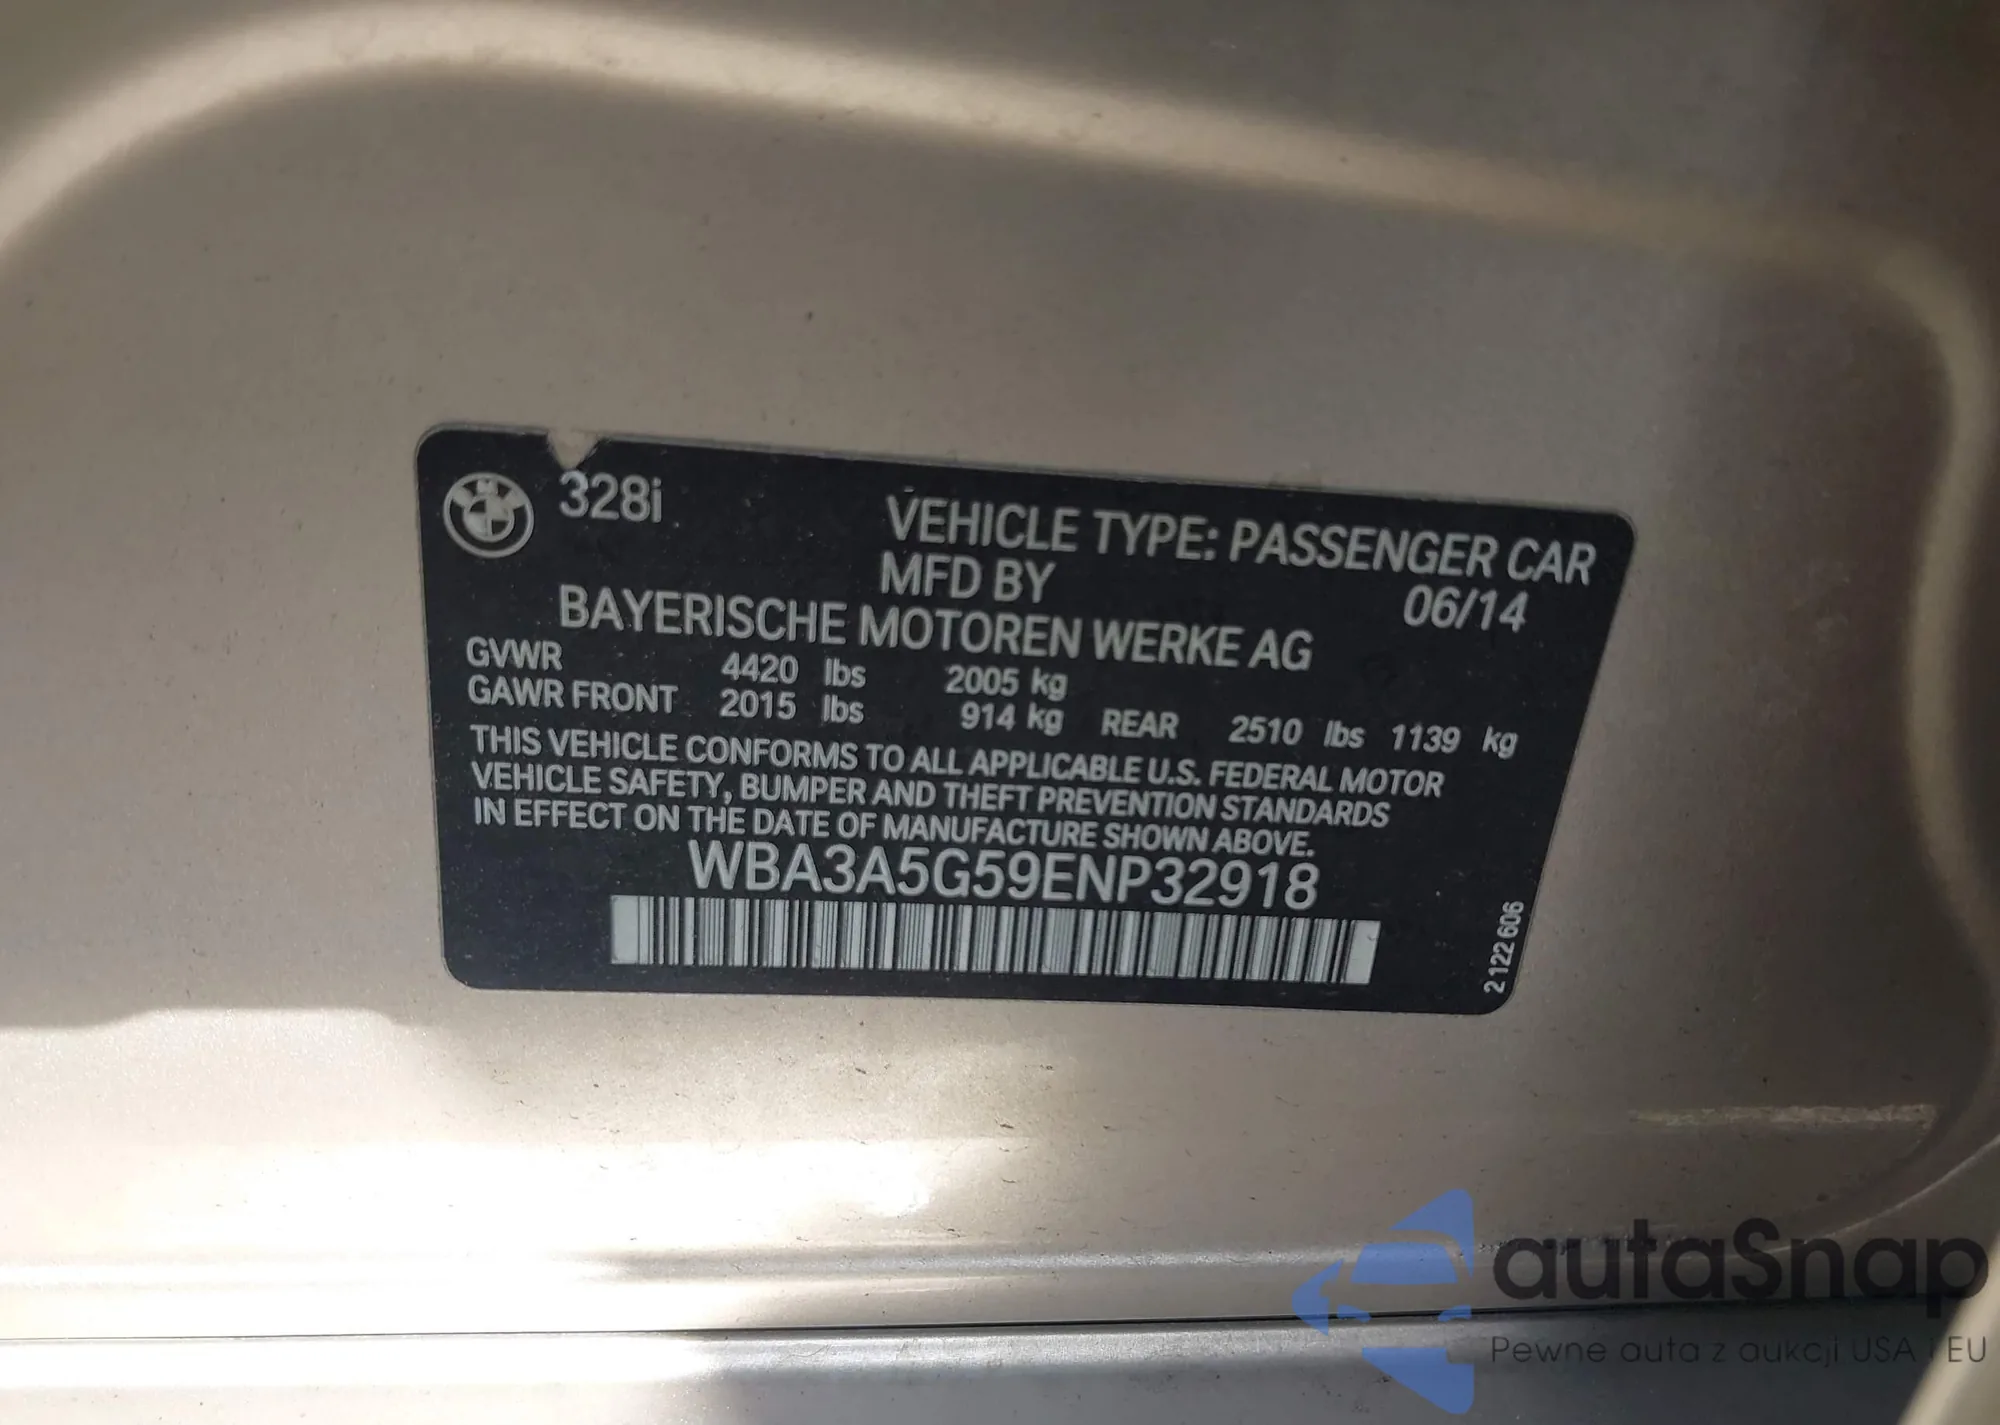 328i
VEHICLE TYPE: PASSENGER CAR
MFD BY 06/14
BAYERISCHE MOTOREN WERKE AG
GVWR 4420 lbs 2005 kg
GAWR FRONT 2015 lbs 914 kg REAR 2510 lbs 1139 kg
THIS VEHICLE CONFORMS TO ALL APPLICABLE U.S. FEDERAL MOTOR
VEHICLE SAFETY, BUMPER AND THEFT PREVENTION STANDARDS
IN EFFECT ON THE DATE OF MANUFACTURE SHOWN ABOVE.
WBA3A5G59ENP32918
2 122 606
autaSnap
Pewne auta z aukcji USA i EU